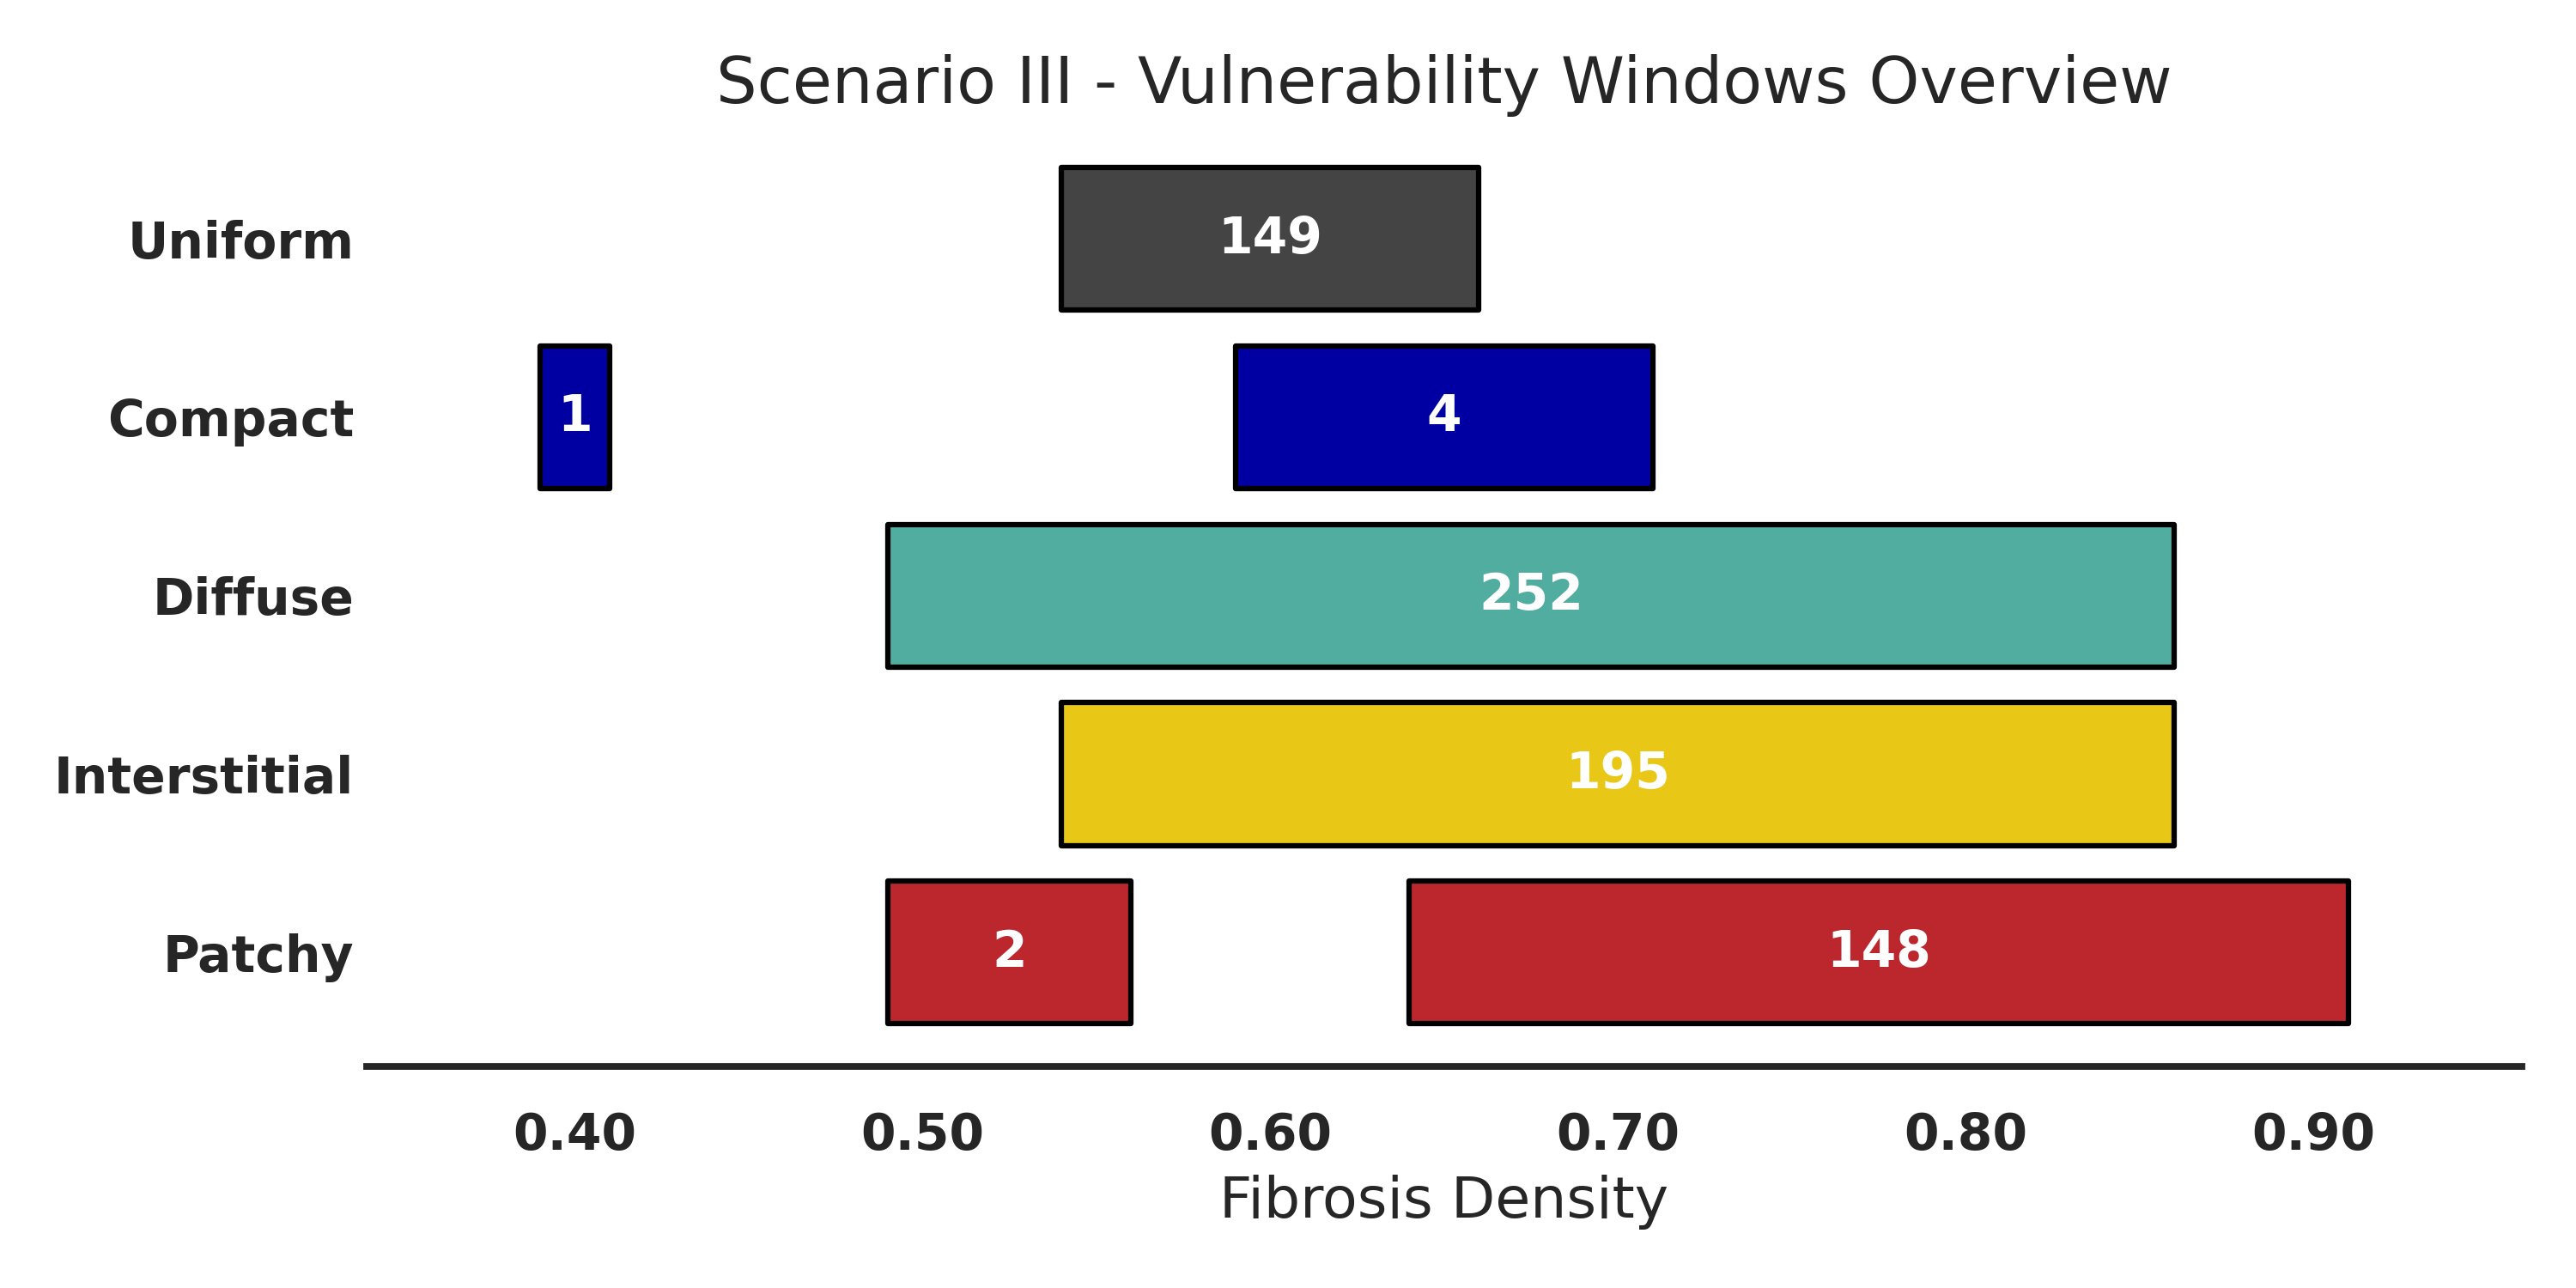 Scenario III - Vulnerability Windows Overview
Uniform
149
Compact
1
4
Diffuse
252
Interstitial
195
Patchy
2
148
0.40 0.50 0.60 0.70 0.80 0.90
Fibrosis Density